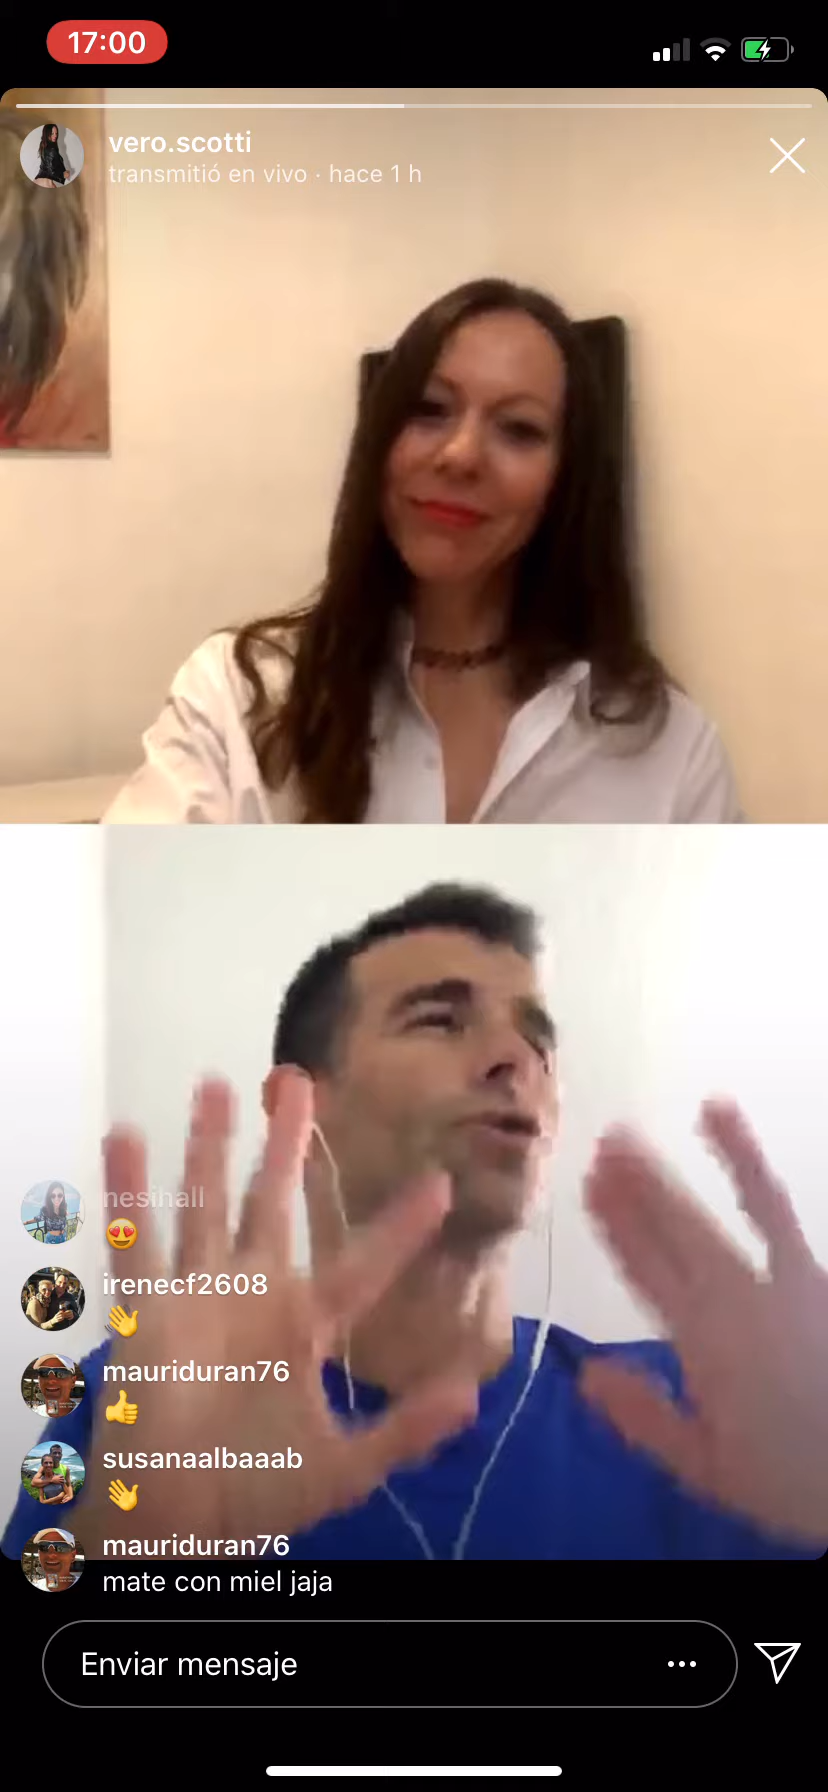 17:00
vero.scotti
transmitió en vivo · hace 1 h
nesihall
😍
irenecf2608
👋
mauriduran76
👍
susanaalbaaab
👋
mauriduran76
mate con miel jaja
Enviar mensaje